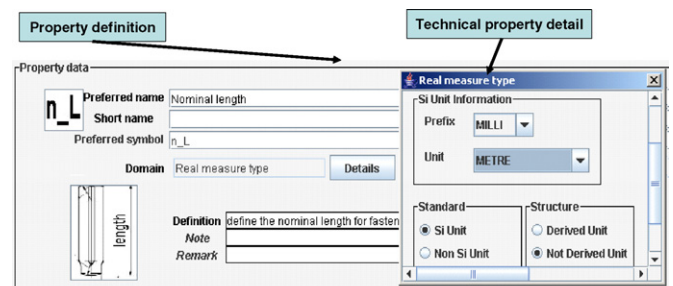 Property definition
Technical property detail
Property data
n_L
Preferred name Nominal length
Short name
Preferred symbol n_L
Domain Real measure type Details
length
Definition define the nominal length for fasten
Note
Remark
Real measure type
Si Unit Information
Prefix MILLI
Unit METRE
Standard Structure
Si Unit Derived Unit
Non Si Unit Not Derived Unit